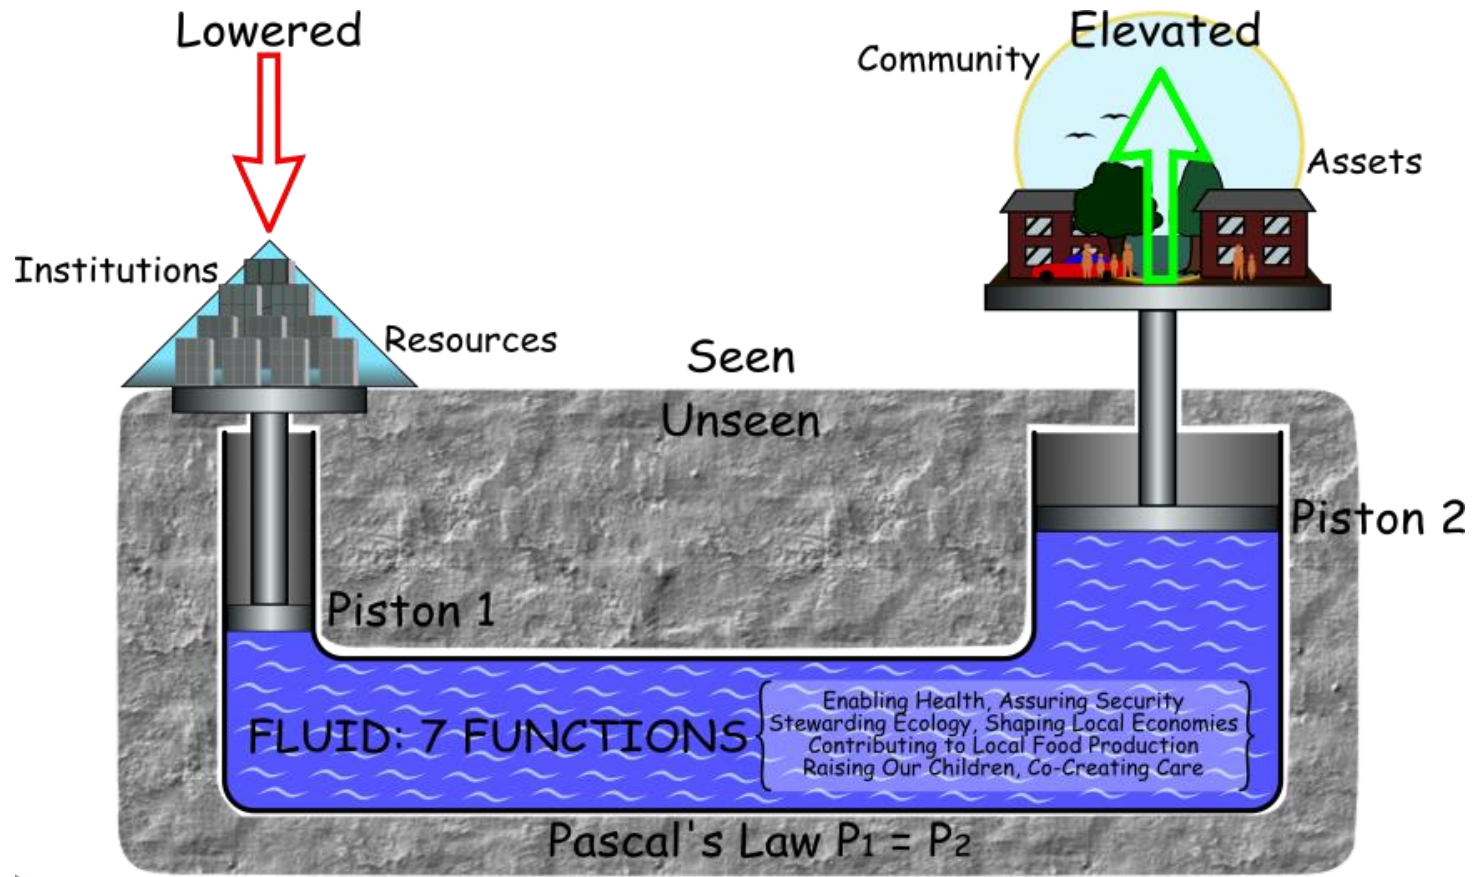 Lowered
Elevated
Community
Assets
Institutions
Resources
Seen
Unseen
Piston 2
Piston 1
FLUID: 7 FUNCTIONS
Enabling Health, Assuring Security
Stewarding Ecology, Shaping Local Economies
Contributing to Local Food Production
Raising Our Children, Co-Creating Care
Pascal's Law P1 = P2